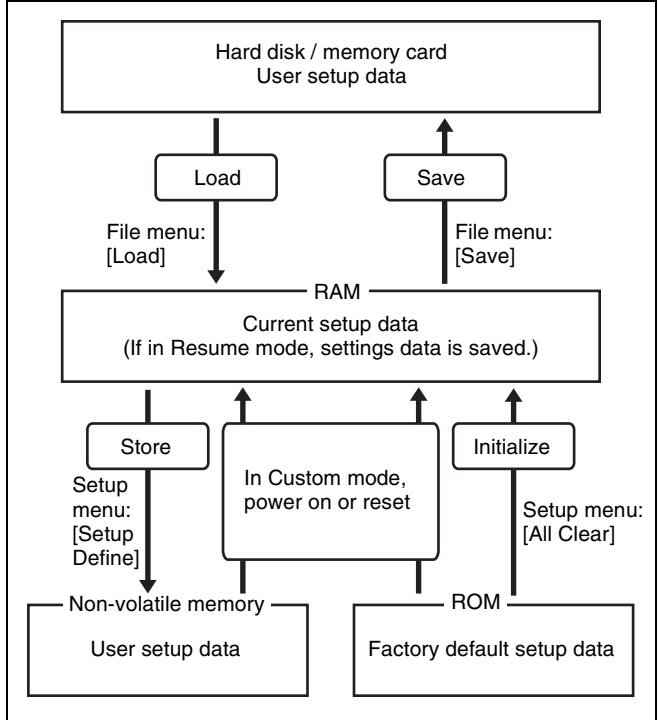 Hard disk / memory card
User setup data
Load
Save
File menu:
[Load]
File menu:
[Save]
RAM
Current setup data
(If in Resume mode, settings data is saved.)
Store
In Custom mode,
power on or reset
Initialize
Setup
menu:
[Setup
Define]
Setup menu:
[All Clear]
Non-volatile memory
User setup data
ROM
Factory default setup data